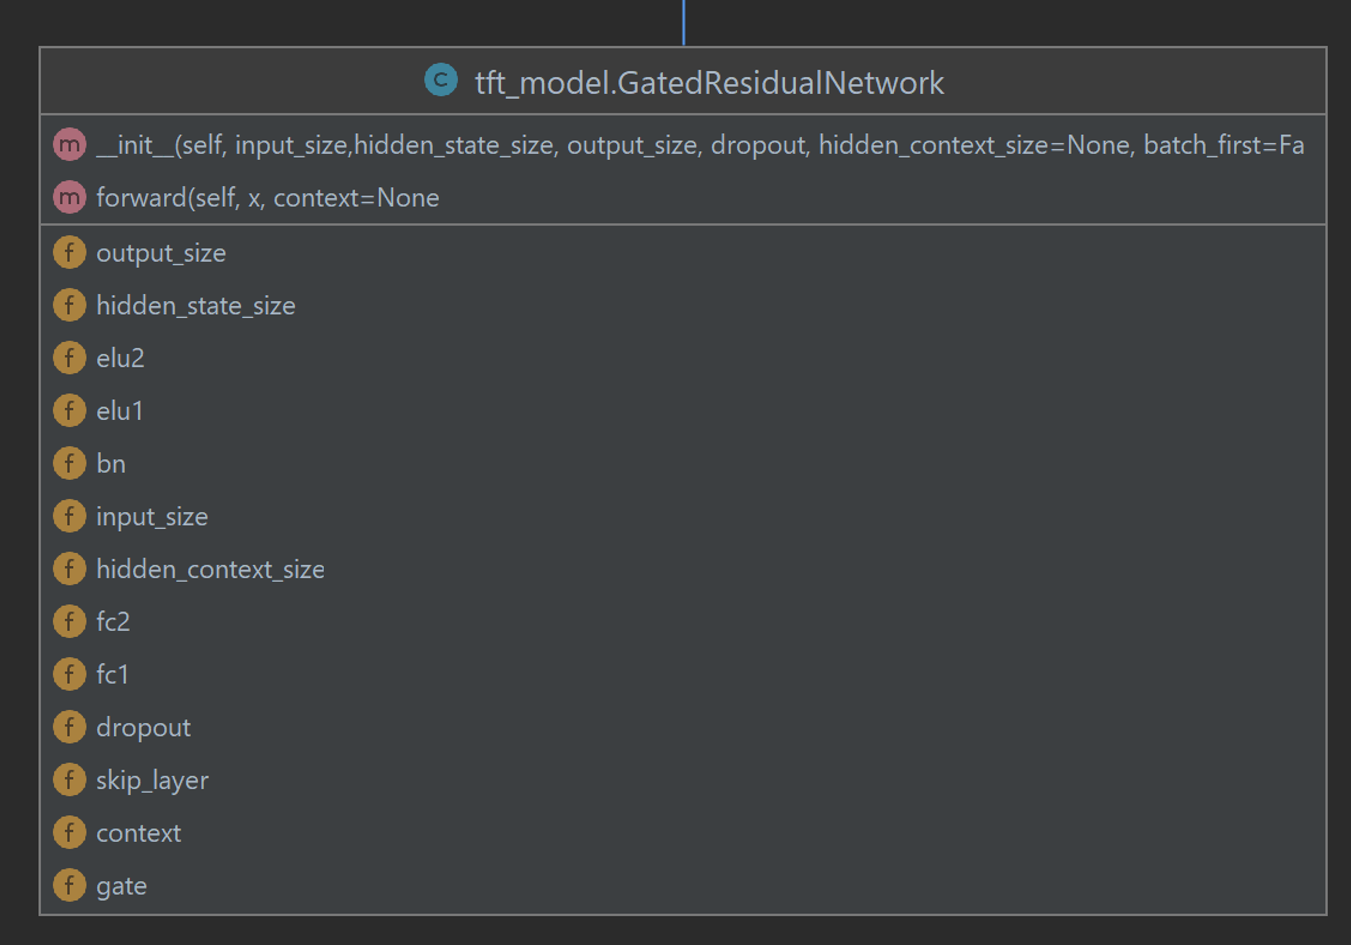 C tft_model.GatedResidualNetwork
m __init__(self, input_size,hidden_state_size, output_size, dropout, hidden_context_size=None, batch_first=Fa
m forward(self, x, context=None
f output_size
f hidden_state_size
f elu2
f elu1
f bn
f input_size
f hidden_context_size
f fc2
f fc1
f dropout
f skip_layer
f context
f gate